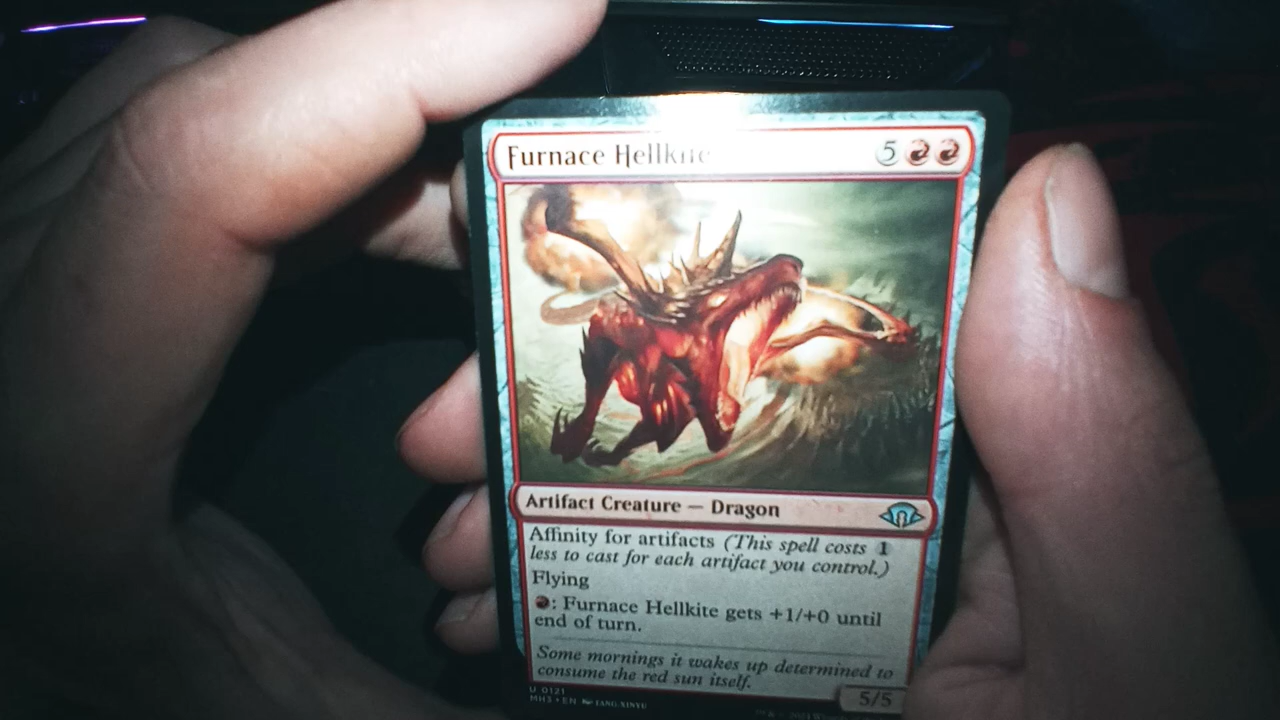 Furnace Hellkite 5
Artifact Creature — Dragon
Affinity for artifacts (This spell costs 1
less to cast for each artifact you control.)
Flying
: Furnace Hellkite gets +1/+0 until
end of turn.
Some mornings it wakes up determined to
consume the red sun itself.
5/5
U 0121
MH3 • EN